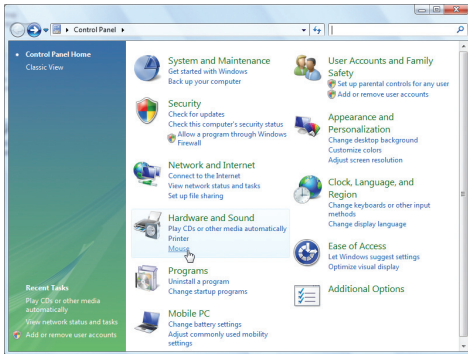 Control Panel
Control Panel Home
Classic View
System and Maintenance
Get started with Windows
Back up your computer
Security
Check for updates
Check this computer's security status
Allow a program through Windows
Firewall
Network and Internet
Connect to the Internet
View network status and tasks
Set up file sharing
Hardware and Sound
Play CDs or other media automatically
Printer
Mouse
Programs
Uninstall a program
Change startup programs
Mobile PC
Change battery settings
Adjust commonly used mobility
settings
User Accounts and Family
Safety
Set up parental controls for any user
Add or remove user accounts
Appearance and
Personalization
Change desktop background
Customize colors
Adjust screen resolution
Clock, Language, and
Region
Change keyboards or other input
methods
Change display language
Ease of Access
Let Windows suggest settings
Optimize visual display
Additional Options
Recent Tasks
Play CDs or other media
automatically
View network status and tasks
Add or remove user accounts